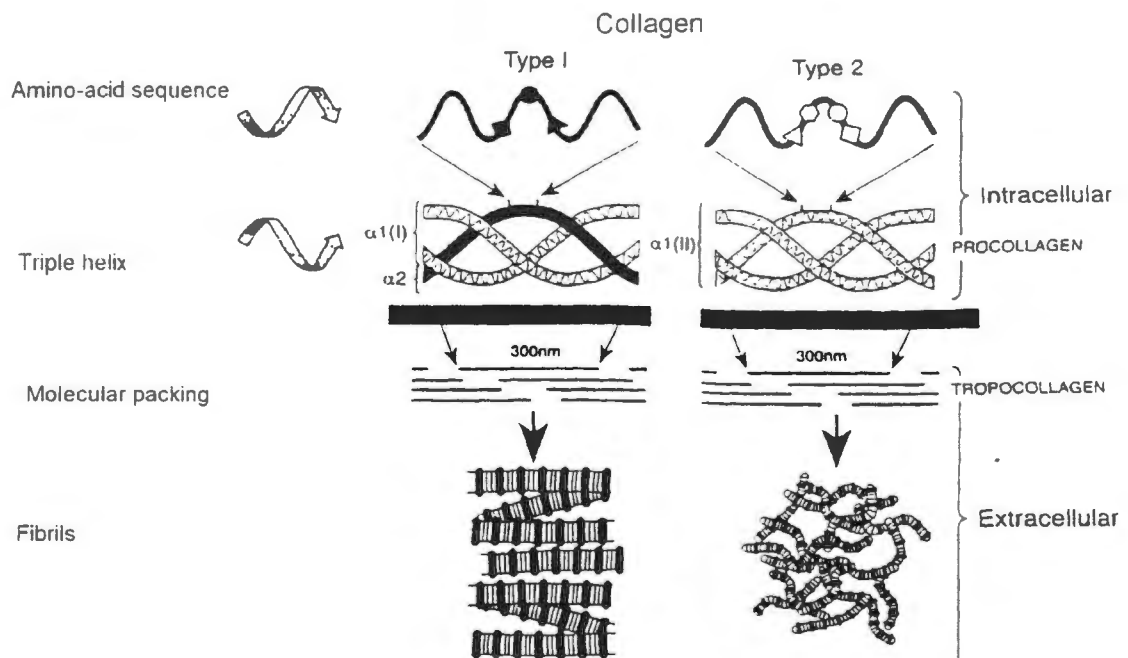 Collagen
Type I
Type 2
Amino-acid sequence
Intracellular
α1(I)
α1(II)
PROCOLLAGEN
Triple helix
α2
300nm
300nm
Molecular packing
TROPOCOLLAGEN
Fibrils
Extracellular